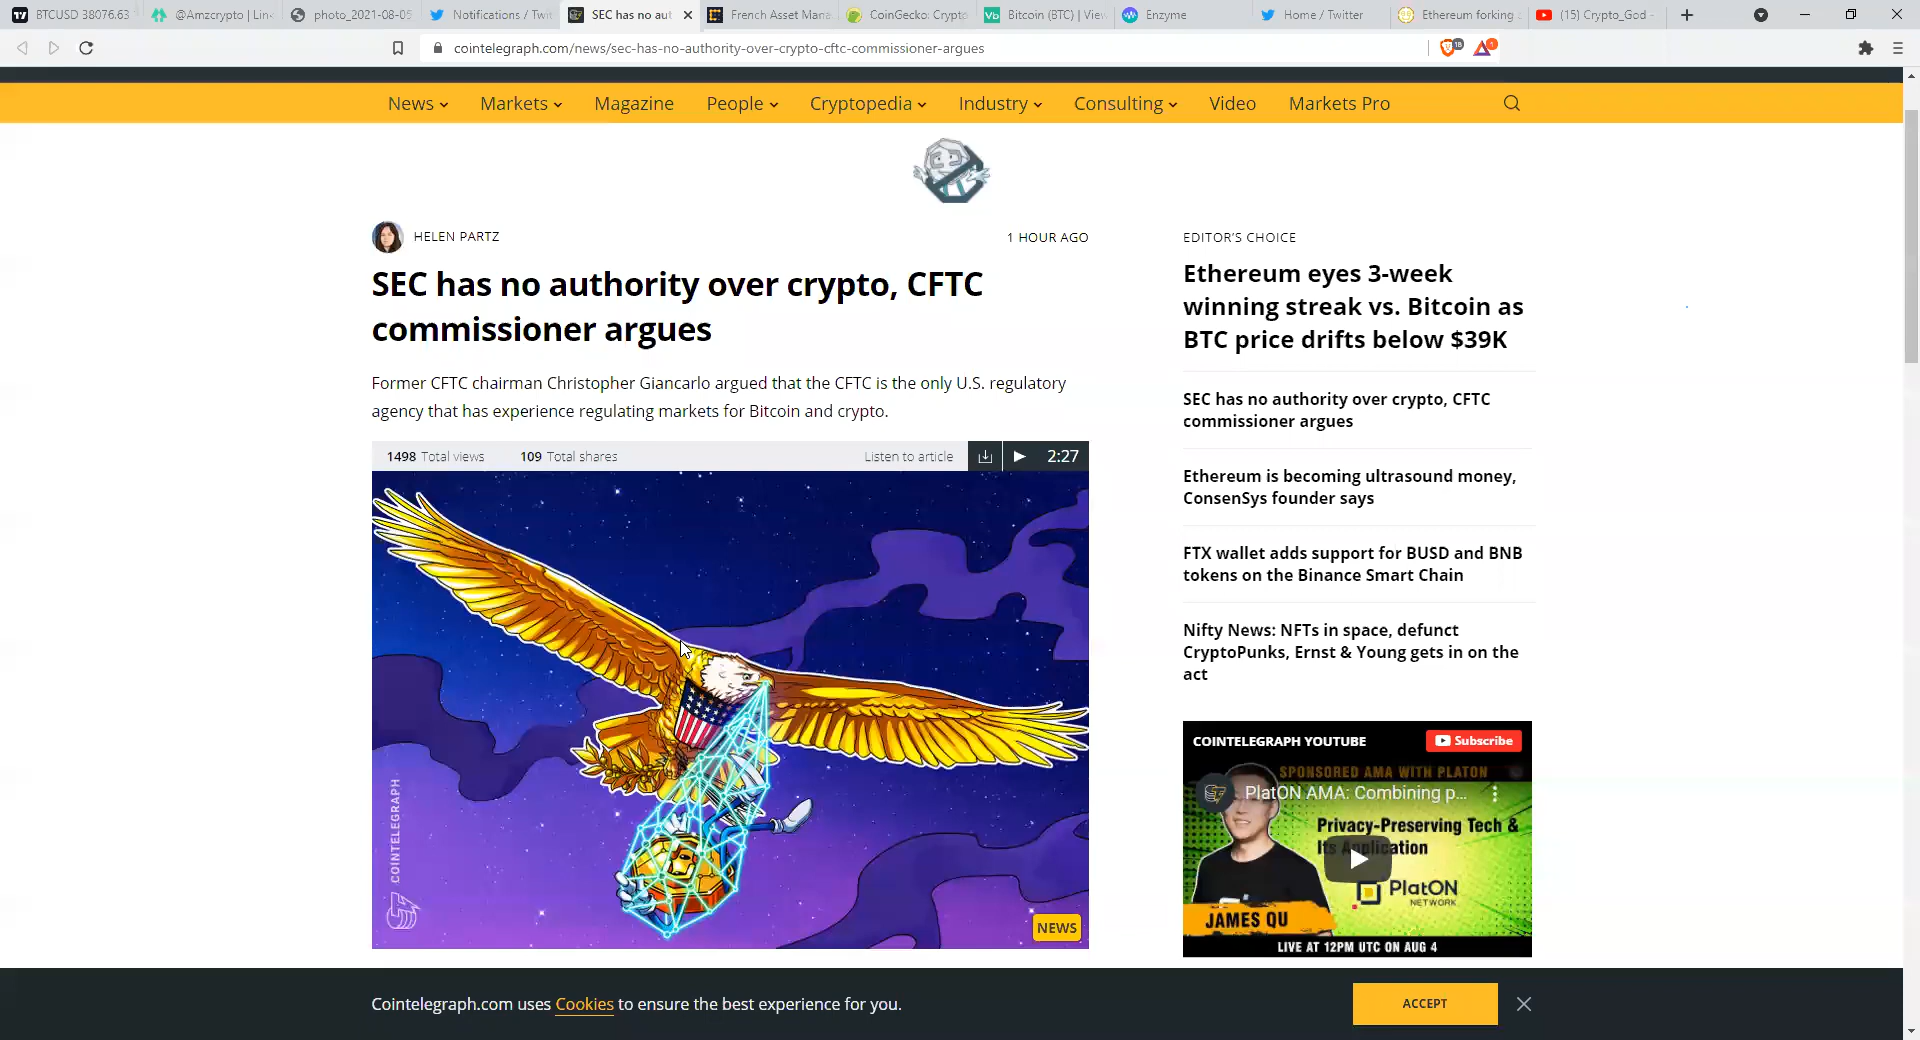 BTCUSD 38076.63
@Amzcrypto | Link
photo_2021-08-05
Notifications / Twit
SEC has no aut
French Asset Mana
CoinGecko: Crypto
Bitcoin (BTC) | View
Enzyme
Home / Twitter
Ethereum forking
(15) Crypto_God -
cointelegraph.com/news/sec-has-no-authority-over-crypto-cftc-commissioner-argues
18
1
News
Markets
Magazine
People
Cryptopedia
Industry
Consulting
Video
Markets Pro
HELEN PARTZ
1 HOUR AGO
SEC has no authority over crypto, CFTC
commissioner argues
Former CFTC chairman Christopher Giancarlo argued that the CFTC is the only U.S. regulatory
agency that has experience regulating markets for Bitcoin and crypto.
1498 Total views
109 Total shares
Listen to article
2:27
COINTELEGRAPH
NEWS
EDITOR'S CHOICE
Ethereum eyes 3-week
winning streak vs. Bitcoin as
BTC price drifts below $39K
SEC has no authority over crypto, CFTC
commissioner argues
Ethereum is becoming ultrasound money,
ConsenSys founder says
FTX wallet adds support for BUSD and BNB
tokens on the Binance Smart Chain
Nifty News: NFTs in space, defunct
CryptoPunks, Ernst & Young gets in on the
act
COINTELEGRAPH YOUTUBE
Subscribe
SPONSORED AMA WITH PLATON
PlatON AMA: Combining p...
Privacy-Preserving Tech &
Its Application
PlatON
NETWORK
JAMES QU
LIVE AT 12PM UTC ON AUG 4
Cointelegraph.com uses Cookies to ensure the best experience for you.
ACCEPT